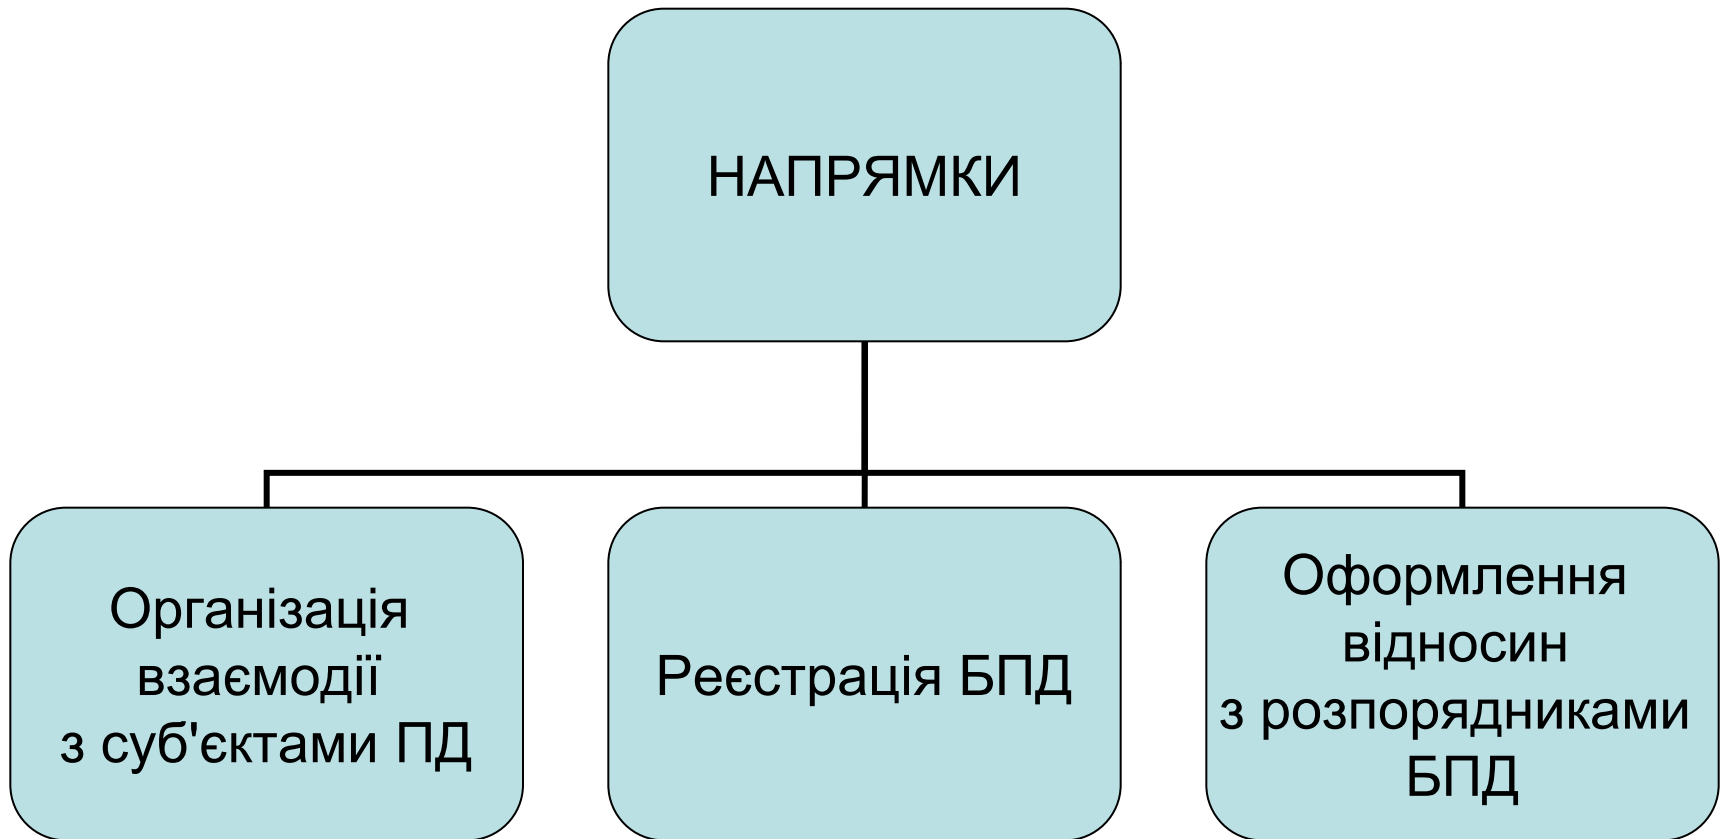 НАПРЯМКИ
Організація
взаємодії
з суб'єктами ПД
Реєстрація БПД
Оформлення
відносин
з розпорядниками
БПД